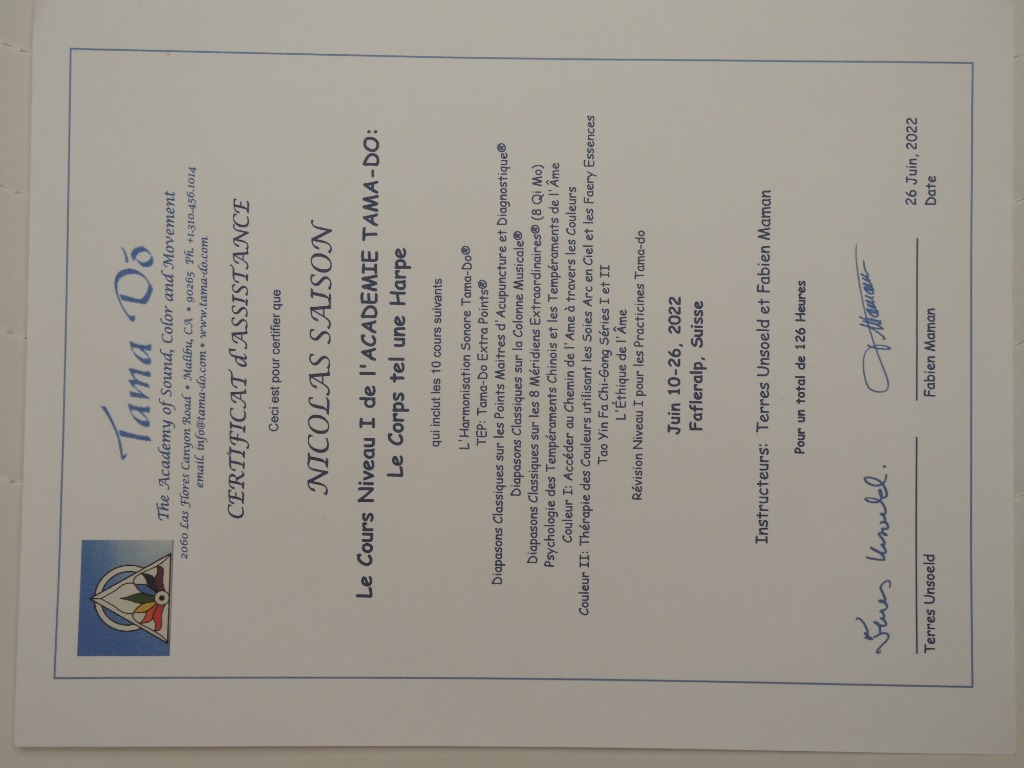 Tama Dō
The Academy of Sound, Color and Movement
2060 Las Flores Canyon Road • Malibu, CA • 90265 Ph. +1.310.456.1014
email. info@tama-do.com • www.tama-do.com
CERTIFICAT d'ASSISTANCE
Ceci est pour certifier que
NICOLAS SAISON
Le Cours Niveau I de l'ACADEMIE TAMA-DO:
Le Corps tel une Harpe
qui inclut les 10 cours suivants
L'Harmonisation Sonore Tama-Do®
TEP: Tama-Do Extra Points®
Diapasons Classiques sur les Points Maitres d'Acupuncture et Diagnostique®
Diapasons Classiques sur la Colonne Musicale®
Diapasons Classiques sur les 8 Méridiens Extraordinaires® (8 Qi Mo)
Psychologie des Tempéraments Chinois et les Tempéraments de l'Âme
Couleur I: Accéder au Chemin de l'Ame à travers les Couleurs
Couleur II: Thérapie des Couleurs utilisant les Soies Arc en Ciel et les Faery Essences
Tao Yin Fa Chi-Gong Séries I et II
L'Éthique de l'Âme
Révision Niveau I pour les Practicines Tama-do
Juin 10-26, 2022
Fafleralp, Suisse
Instructeurs: Terres Unsoeld et Fabien Maman
Pour un total de 126 Heures
Terres Unsoeld.
FMaman
26 Juin, 2022
Terres Unsoeld
Fabien Maman
Date